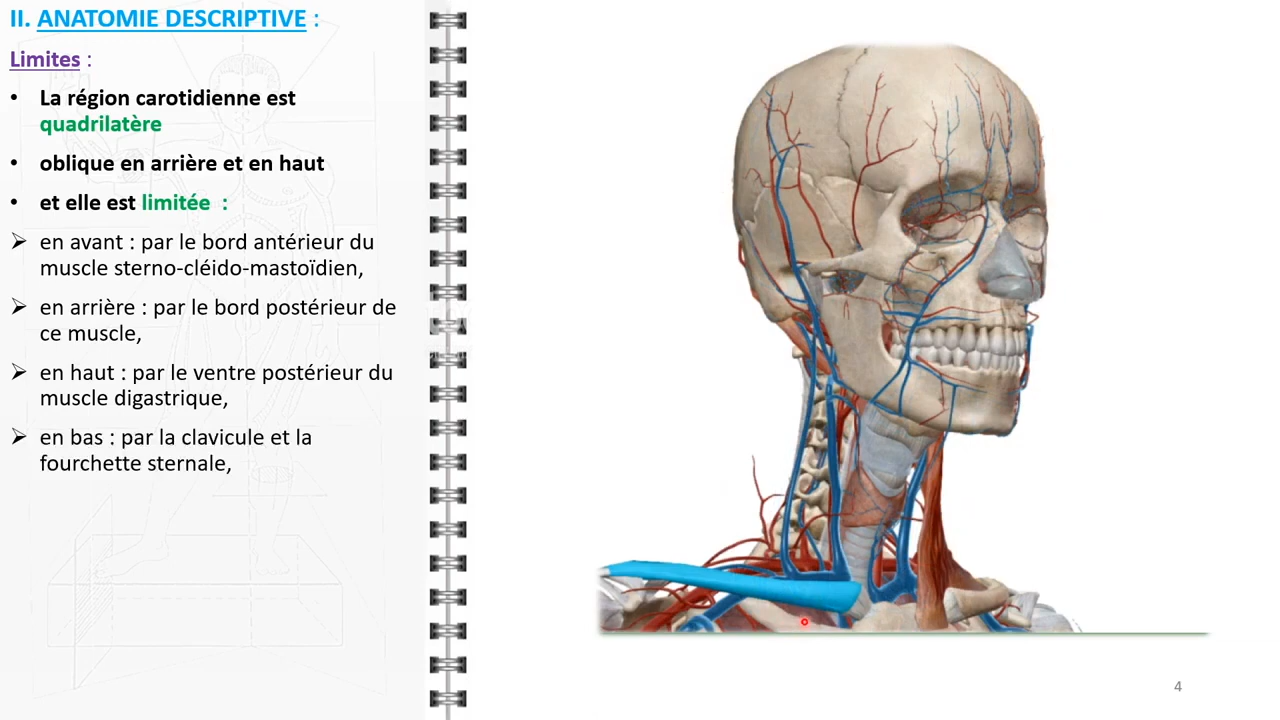 II. ANATOMIE DESCRIPTIVE :
Limites :
• La région carotidienne est
quadrilatère
• oblique en arrière et en haut
• et elle est limitée :
➢ en avant : par le bord antérieur du
muscle sterno-cléido-mastoïdien,
➢ en arrière : par le bord postérieur de
ce muscle,
➢ en haut : par le ventre postérieur du
muscle digastrique,
➢ en bas : par la clavicule et la
fourchette sternale,
4